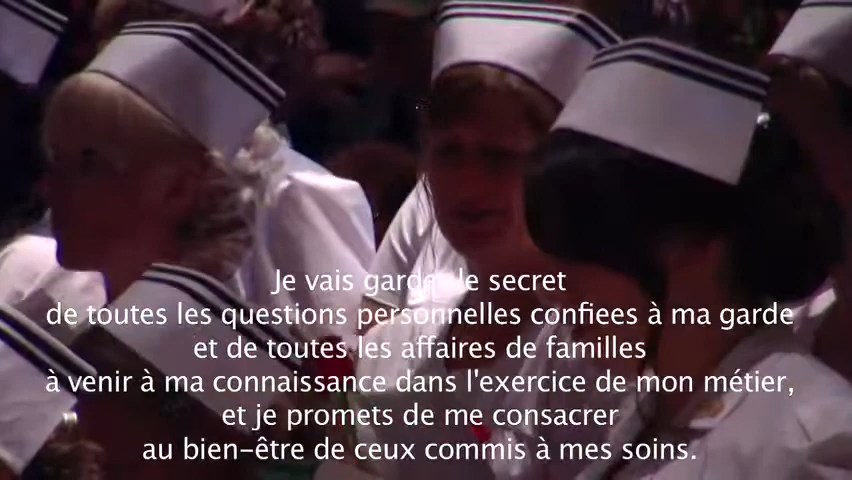 Je vais garder le secret
de toutes les questions personnelles confiees à ma garde
et de toutes les affaires de familles
à venir à ma connaissance dans l'exercice de mon métier,
et je promets de me consacrer
au bien-être de ceux commis à mes soins.